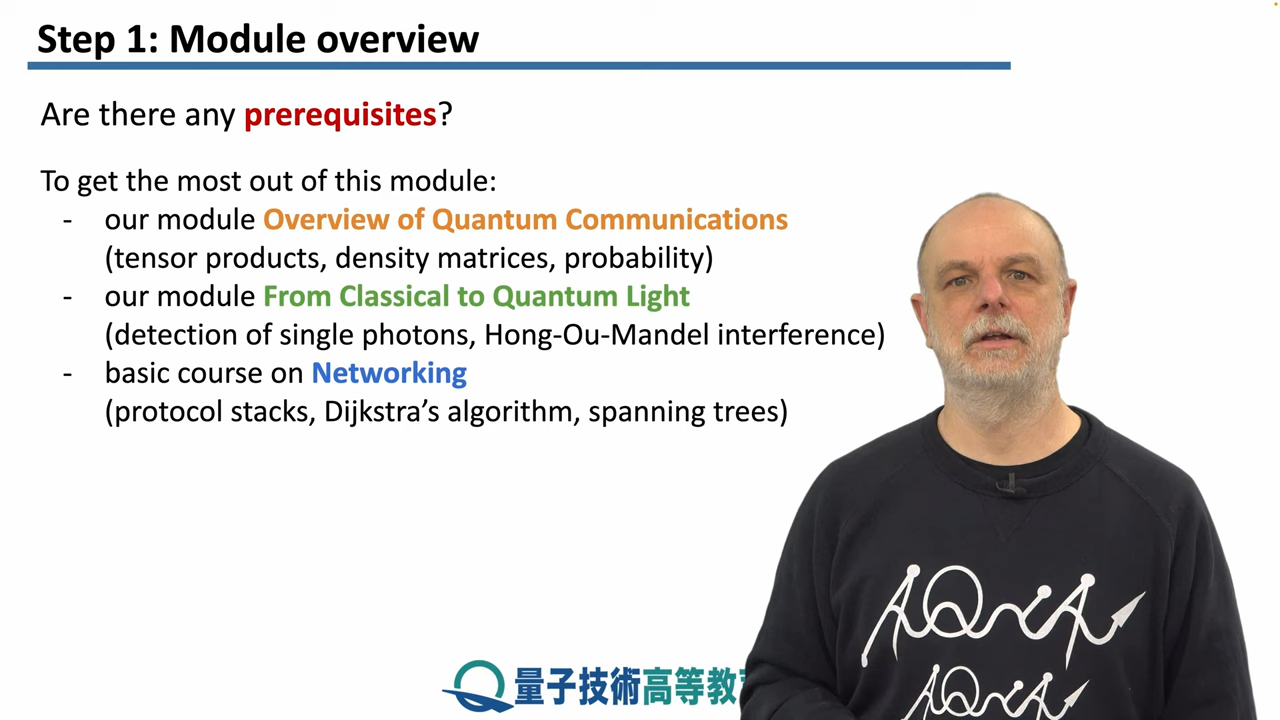 Step 1: Module overview
Are there any prerequisites?
To get the most out of this module:
- our module Overview of Quantum Communications
(tensor products, density matrices, probability)
- our module From Classical to Quantum Light
(detection of single photons, Hong-Ou-Mandel interference)
- basic course on Networking
(protocol stacks, Dijkstra’s algorithm, spanning trees)
量子技術高等教